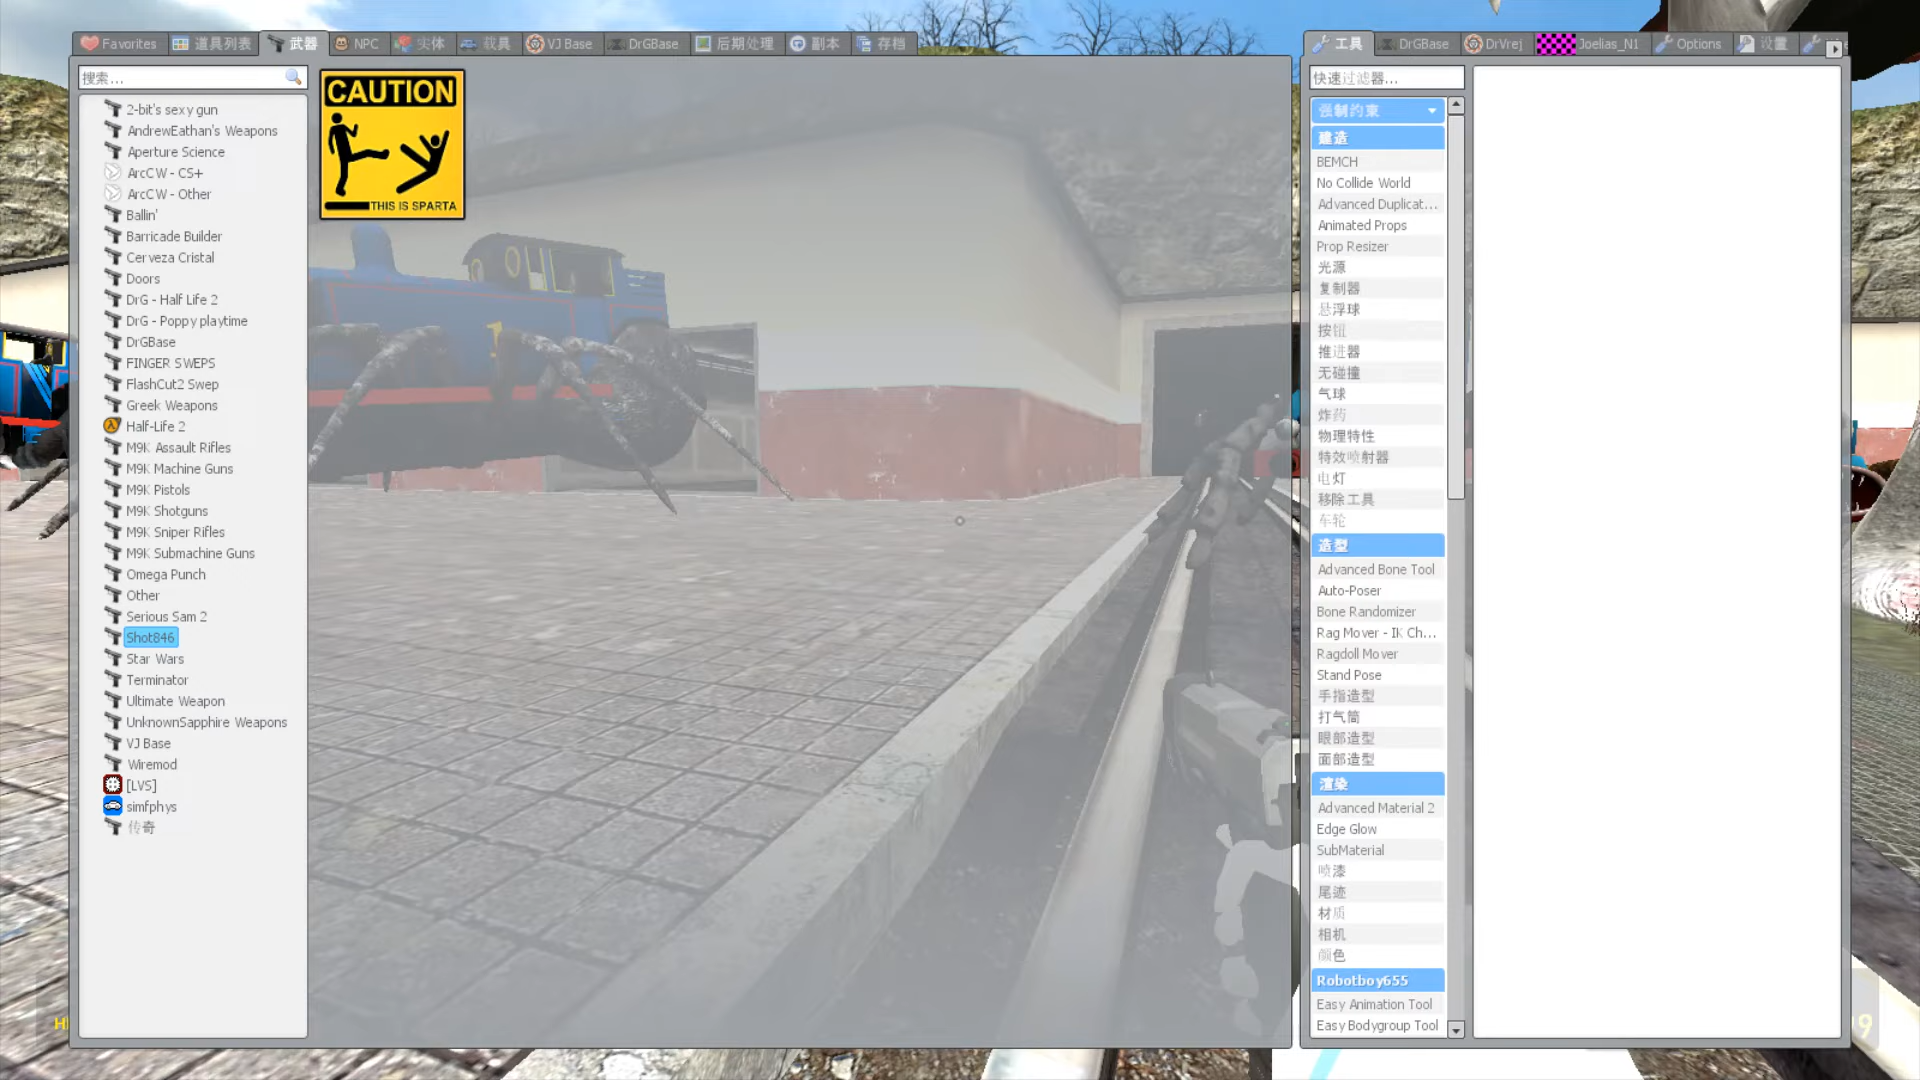 Favorites
道具列表
武器
NPC
实体
载具
VJ Base
DrGBase
后期处理
副本
存档
搜索...
2-bit's sexy gun
AndrewEathan's Weapons
Aperture Science
ArcCW - CS+
ArcCW - Other
Ballin'
Barricade Builder
Cerveza Cristal
Doors
DrG - Half Life 2
DrG - Poppy playtime
DrGBase
FINGER SWEPS
FlashCut2 Swep
Greek Weapons
Half-Life 2
M9K Assault Rifles
M9K Machine Guns
M9K Pistols
M9K Shotguns
M9K Sniper Rifles
M9K Submachine Guns
Omega Punch
Other
Serious Sam 2
Shot846
Star Wars
Terminator
Ultimate Weapon
UnknownSapphire Weapons
VJ Base
Wiremod
[LVS]
simfphys
传奇
CAUTION
THIS IS SPARTA
工具
DrGBase
DrVrej
Joelias_N1
Options
设置
快速过滤器...
强制约束
建造
BEMCH
No Collide World
Advanced Duplicat...
Animated Props
Prop Resizer
光源
复制器
悬浮球
按钮
推进器
无碰撞
气球
炸药
物理特性
特效喷射器
电灯
移除工具
车轮
造型
Advanced Bone Tool
Auto-Poser
Bone Randomizer
Rag Mover - IK Ch...
Ragdoll Mover
Stand Pose
手指造型
打气筒
眼部造型
面部造型
渲染
Advanced Material 2
Edge Glow
SubMaterial
喷漆
尾迹
材质
相机
颜色
Robotboy655
Easy Animation Tool
Easy Bodygroup Tool